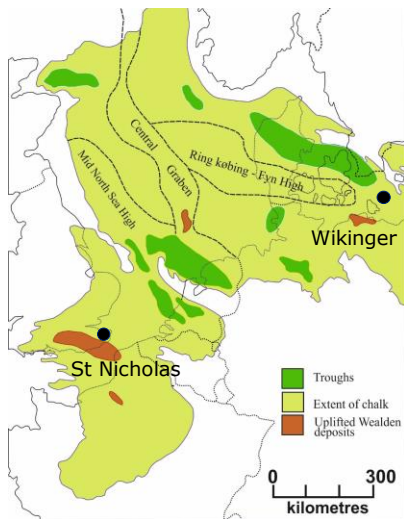 Central
Graben
Mid North Sea High
Ring købing - Fyn High
Wikinger
St Nicholas
Troughs
Extent of chalk
Uplifted Wealden
deposits
0 300
kilometres